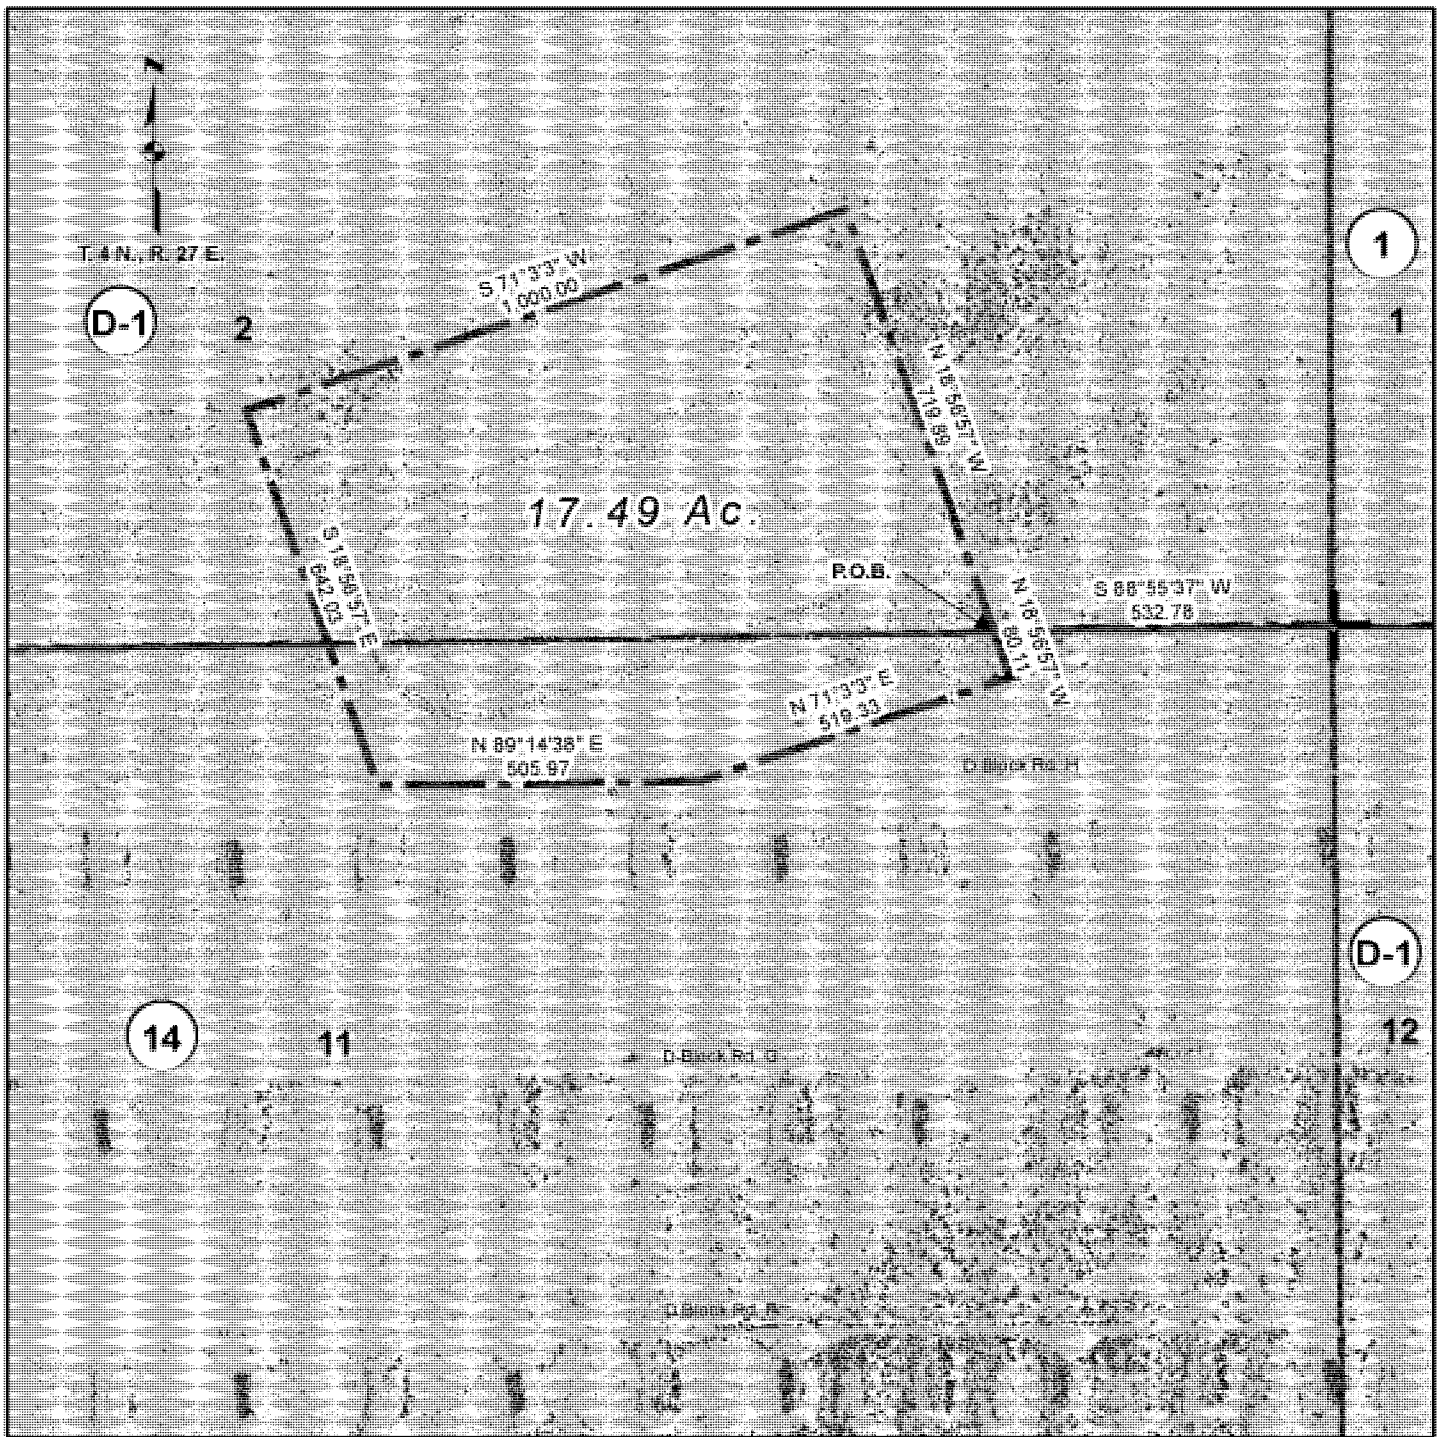 T. 4 N., R. 27 E.
D-1
2
1
1
S 71°3'3" W
1,000.00
N 18°56'57" W
719.89
17.49 Ac.
S 18°56'57" E
642.03
P.O.B.
S 88°55'37" W
532.78
N 18°56'57" W
80.11
N 71°3'3" E
519.33
N 89°14'38" E
505.97
D Block Rd. H
D-1
12
14
11
D-Block Rd. G
D Block Rd.